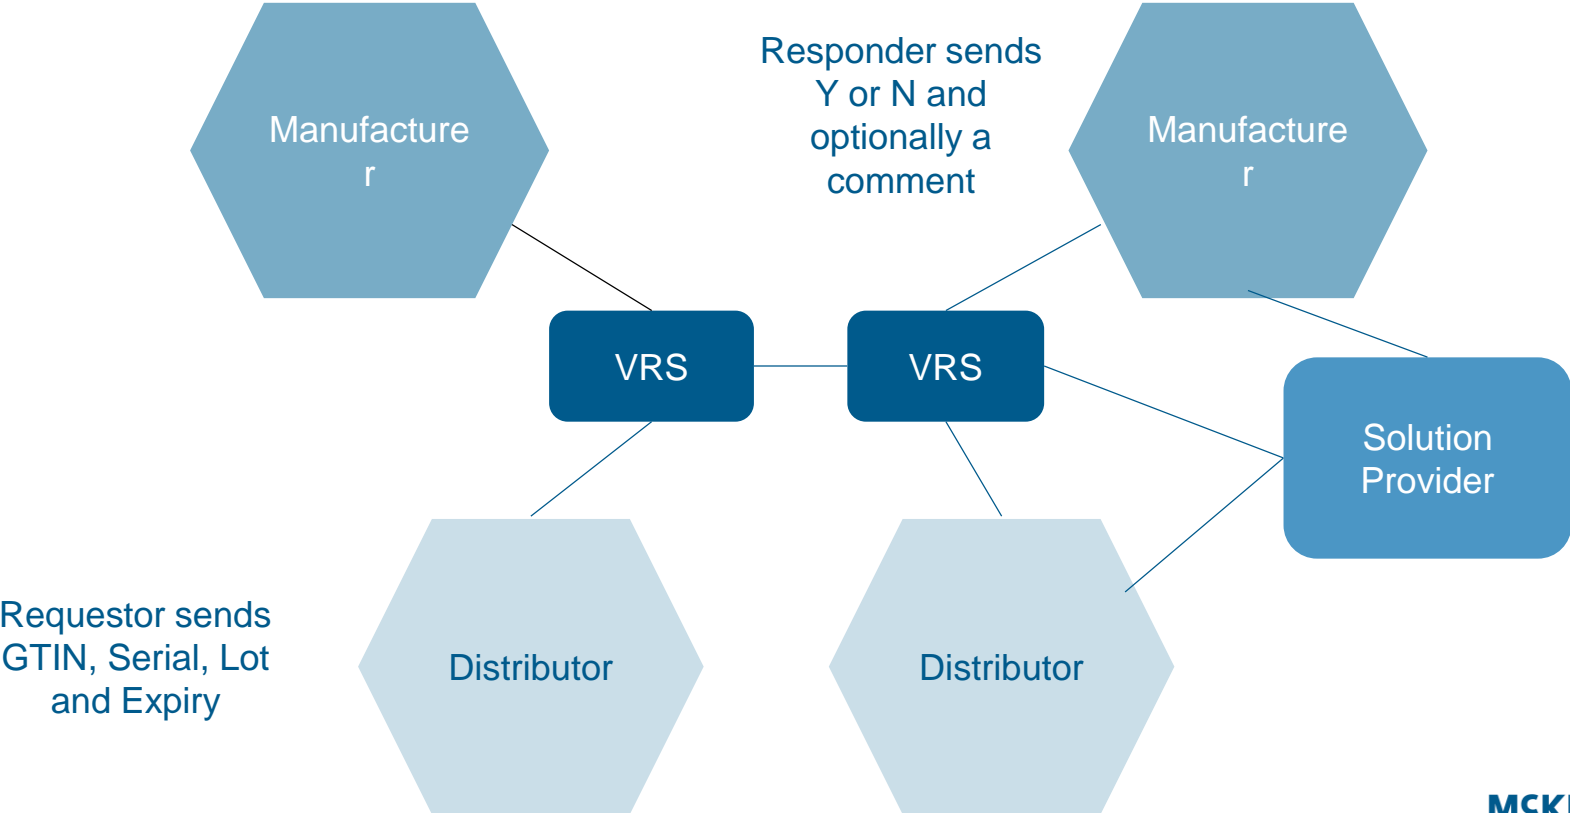 Manufacture
r
Responder sends
Y or N and
optionally a
comment
Manufacture
r
VRS
VRS
Solution
Provider
Requestor sends
GTIN, Serial, Lot
and Expiry
Distributor
Distributor